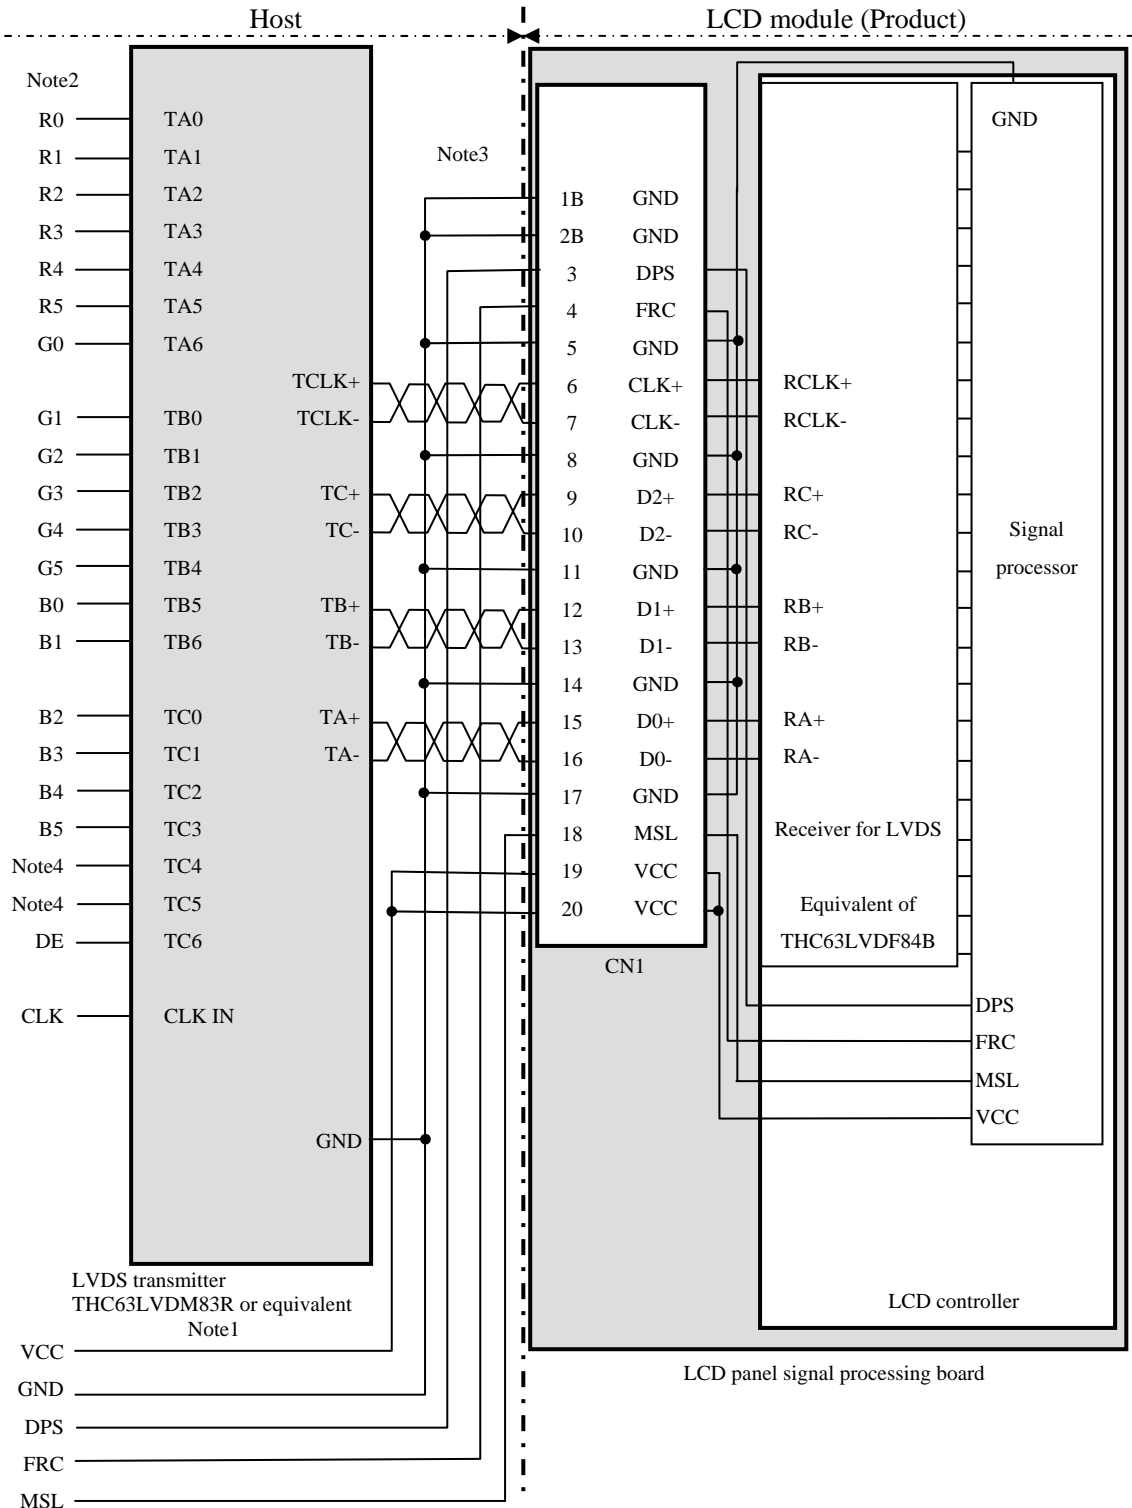 Host
LCD module (Product)
Note2
R0 TA0
R1 TA1
R2 TA2
R3 TA3
R4 TA4
R5 TA5
G0 TA6
TCLK+
G1 TB0 TCLK-
G2 TB1
G3 TB2 TC+
G4 TB3 TC-
G5 TB4
B0 TB5 TB+
B1 TB6 TB-
B2 TC0 TA+
B3 TC1 TA-
B4 TC2
B5 TC3
Note4 TC4
Note4 TC5
DE TC6
CLK CLK IN
GND
LVDS transmitter
THC63LVDM83R or equivalent
Note1
VCC
GND
DPS
FRC
MSL
Note3
1B GND
2B GND
3 DPS
4 FRC
5 GND
6 CLK+
7 CLK-
8 GND
9 D2+
10 D2-
11 GND
12 D1+
13 D1-
14 GND
15 D0+
16 D0-
17 GND
18 MSL
19 VCC
20 VCC
CN1
RCLK+
RCLK-
RC+
RC-
RB+
RB-
RA+
RA-
Receiver for LVDS
Equivalent of
THC63LVDF84B
GND
Signal
processor
DPS
FRC
MSL
VCC
LCD controller
LCD panel signal processing board